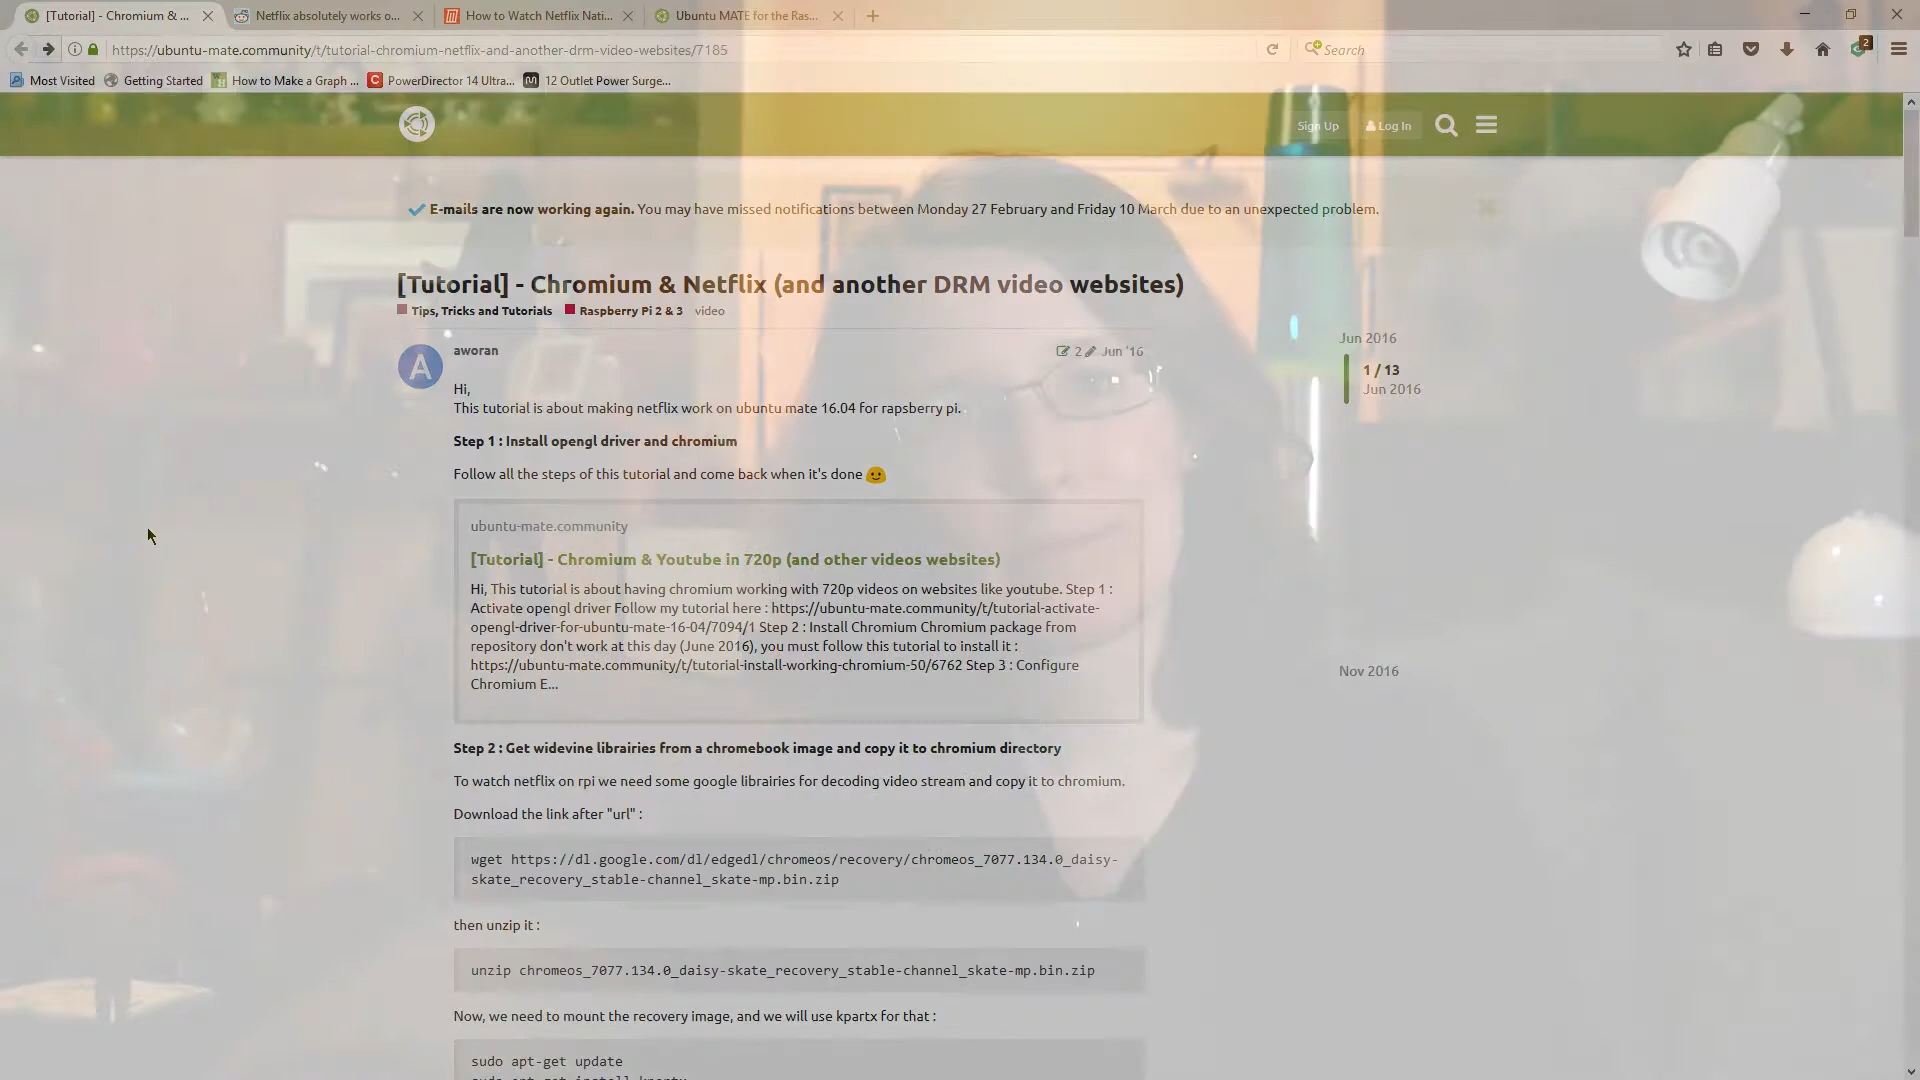 [Tutorial] - Chromium & ...
Netflix absolutely works o...
How to Watch Netflix Nati...
Ubuntu MATE for the Ras...
https://ubuntu-mate.community/t/tutorial-chromium-netflix-and-another-drm-video-websites/7185
Search
2
Most Visited
Getting Started
How to Make a Graph ...
PowerDirector 14 Ultra...
12 Outlet Power Surge...
Sign Up
Log In
E-mails are now working again. You may have missed notifications between Monday 27 February and Friday 10 March due to an unexpected problem.
[Tutorial] - Chromium & Netflix (and another DRM video websites)
Tips, Tricks and Tutorials
Raspberry Pi 2 & 3
video
Jun 2016
A
aworan
2
Jun '16
1 / 13
Jun 2016
Hi,
This tutorial is about making netflix work on ubuntu mate 16.04 for rapsberry pi.
Step 1 : Install opengl driver and chromium
Follow all the steps of this tutorial and come back when it's done
ubuntu-mate.community
[Tutorial] - Chromium & Youtube in 720p (and other videos websites)
Hi, This tutorial is about having chromium working with 720p videos on websites like youtube. Step 1 :
Activate opengl driver Follow my tutorial here : https://ubuntu-mate.community/t/tutorial-activate-
opengl-driver-for-ubuntu-mate-16-04/7094/1 Step 2 : Install Chromium Chromium package from
repository don't work at this day (June 2016), you must follow this tutorial to install it :
https://ubuntu-mate.community/t/tutorial-install-working-chromium-50/6762 Step 3 : Configure
Chromium E...
Nov 2016
Step 2 : Get widevine librairies from a chromebook image and copy it to chromium directory
To watch netflix on rpi we need some google librairies for decoding video stream and copy it to chromium.
Download the link after "url" :
wget https://dl.google.com/dl/edgedl/chromeos/recovery/chromeos_7077.134.0_daisy-
skate_recovery_stable-channel_skate-mp.bin.zip
then unzip it :
unzip chromeos_7077.134.0_daisy-skate_recovery_stable-channel_skate-mp.bin.zip
Now, we need to mount the recovery image, and we will use kpartx for that :
sudo apt-get update